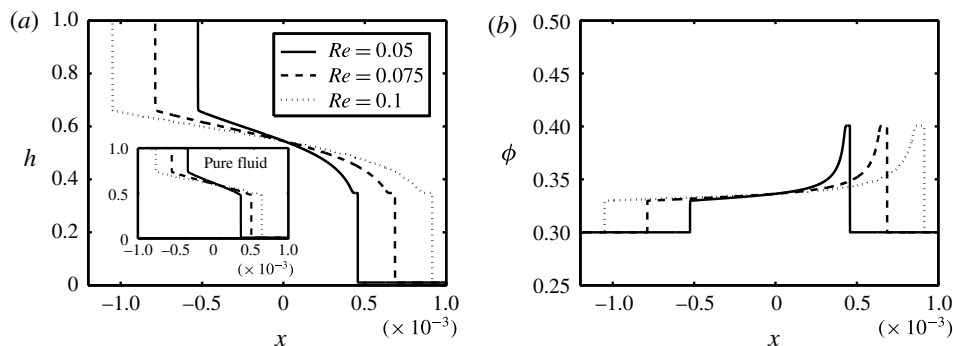 (a)
1.0
0.8
0.6
0.4
0.2
0
h
Re = 0.05
Re = 0.075
Re = 0.1
Pure fluid
1.0
0.5
0
−1.0 −0.5 0 0.5 1.0
(× 10⁻³)
−1.0 −0.5 0 0.5 1.0
x (× 10⁻³)
(b)
0.50
0.45
0.40
0.35
0.30
0.25
ϕ
−1.0 −0.5 0 0.5 1.0
x (× 10⁻³)